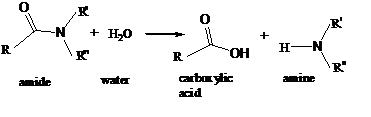 O R' O R'
R N R" + H2O R OH + H N R"
amide water carboxylic acid amine